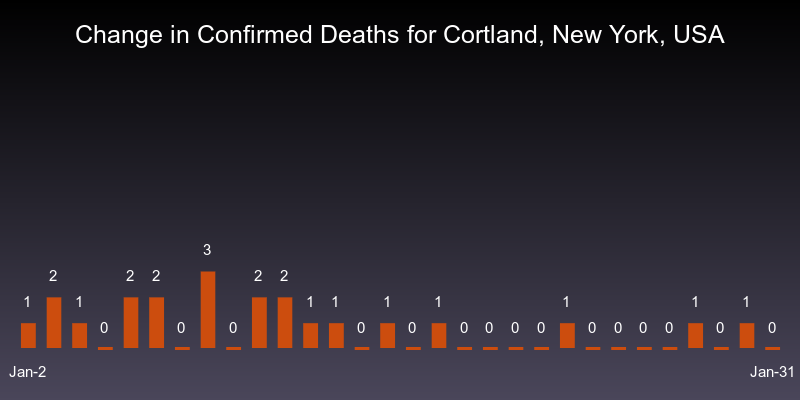 Change in Confirmed Deaths for Cortland, New York, USA
1 2 1 0 2 2 0 3 0 2 2 1 1 0 1 0 1 0 0 0 0 1 0 0 0 0 1 0 1 0
Jan-2 Jan-31